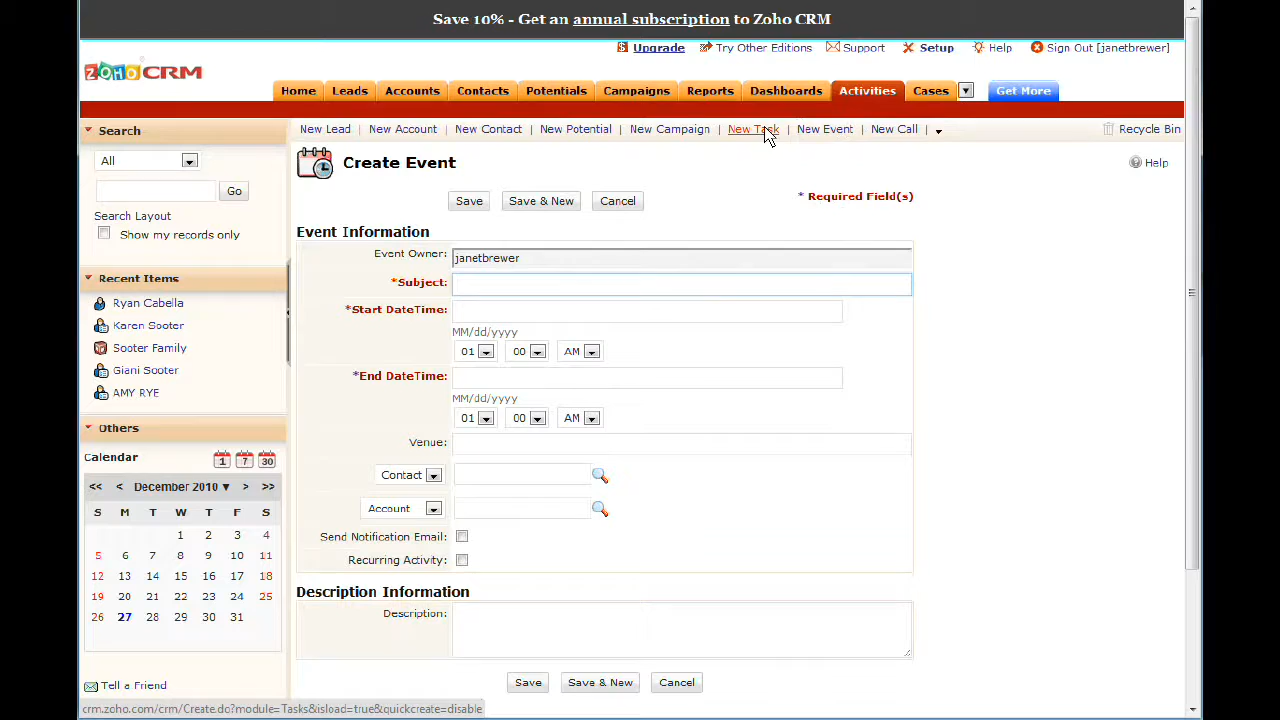 Save 10% - Get an annual subscription to Zoho CRM
$ Upgrade Try Other Editions Support Setup Help Sign Out [janetbrewer]
ZOHO CRM
Home Leads Accounts Contacts Potentials Campaigns Reports Dashboards Activities Cases Get More
New Lead | New Account | New Contact | New Potential | New Campaign | New Task | New Event | New Call |
Recycle Bin
Search
All
Go
Search Layout
Show my records only
Recent Items
Ryan Cabella
Karen Sooter
Sooter Family
Giani Sooter
AMY RYE
Others
Calendar 1 7 30
<< < December 2010 ▼ > >>
S M T W T F S
1 2 3 4
5 6 7 8 9 10 11
12 13 14 15 16 17 18
19 20 21 22 23 24 25
26 27 28 29 30 31
Tell a Friend
Create Event
Help
Save Save & New Cancel
* Required Field(s)
Event Information
Event Owner: janetbrewer
*Subject:
*Start DateTime:
MM/dd/yyyy
01 00 AM
*End DateTime:
MM/dd/yyyy
01 00 AM
Venue:
Contact
Account
Send Notification Email:
Recurring Activity:
Description Information
Description:
Save Save & New Cancel
crm.zoho.com/crm/Create.do?module=Tasks&isload=true&quickcreate=disable